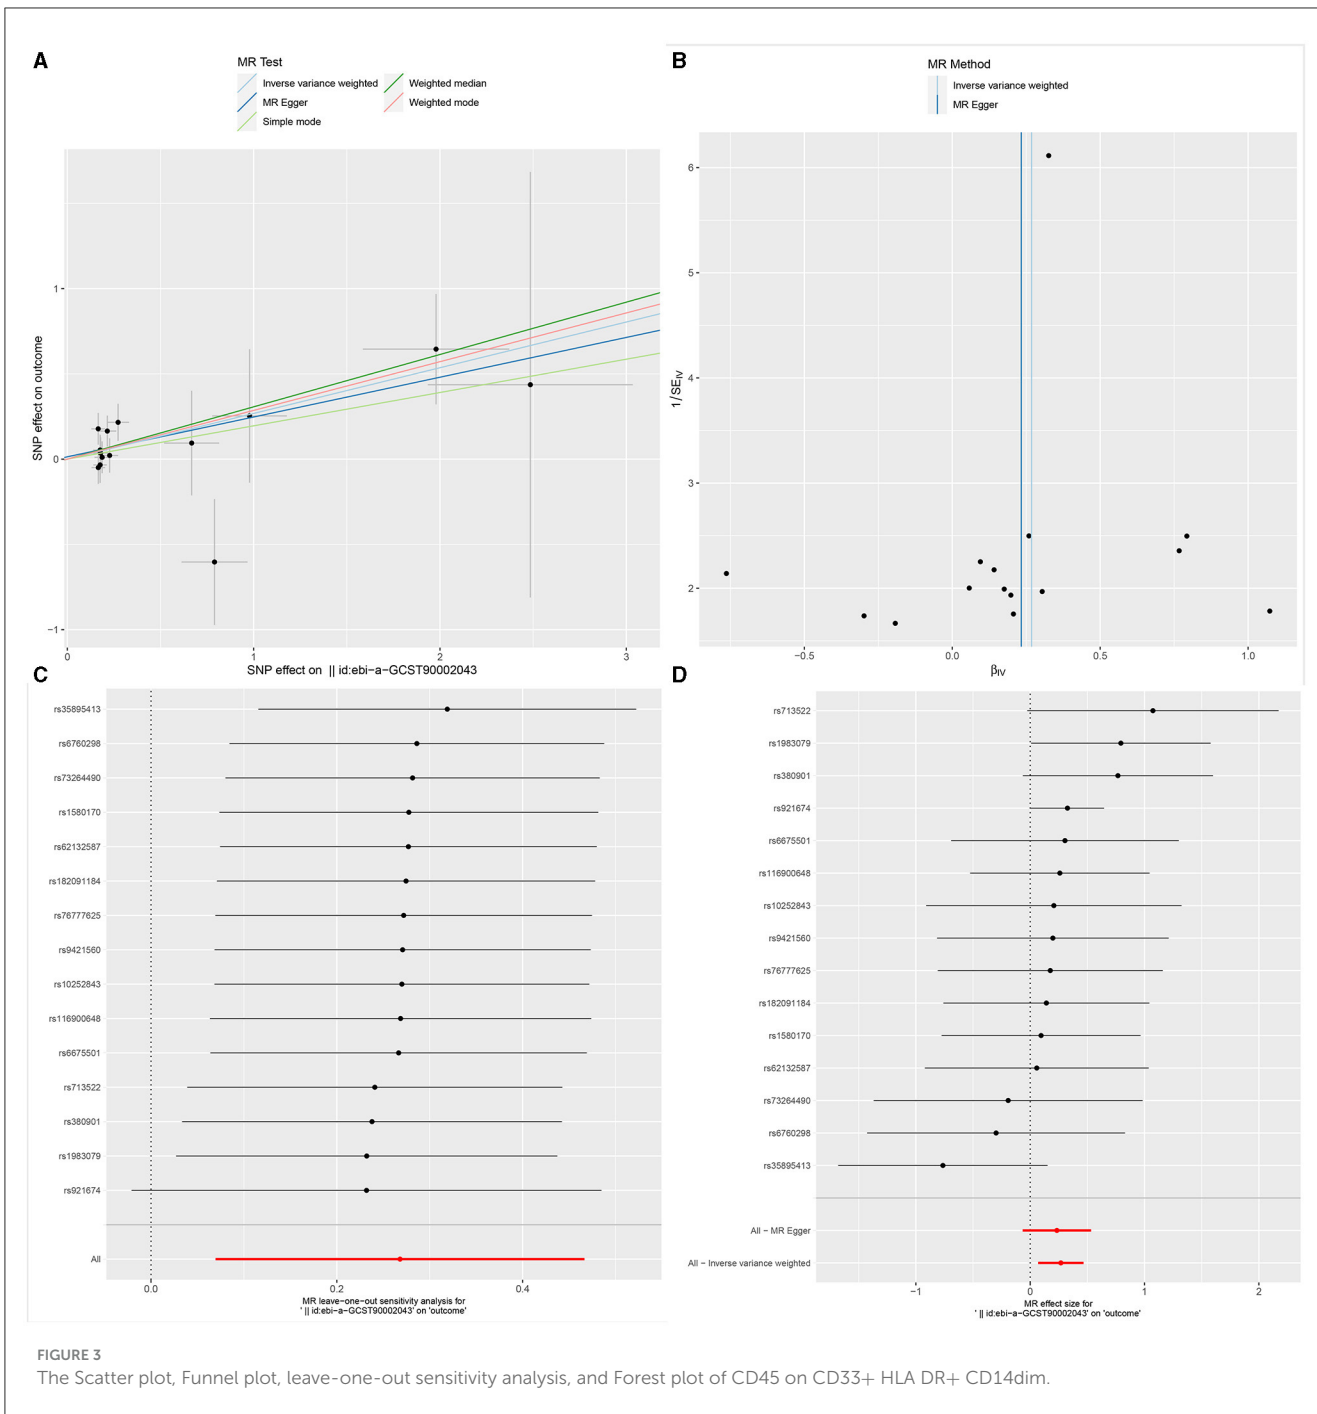 A
MR Test
Inverse variance weighted
Weighted median
MR Egger
Weighted mode
Simple mode
1
0
−1
SNP effect on outcome
0
1
2
3
SNP effect on || id:ebi−a−GCST90002043
B
MR Method
Inverse variance weighted
MR Egger
6
5
4
3
2
1/SEIV
−0.5
0.0
0.5
1.0
βIV
C
rs35895413
rs6760298
rs73264490
rs1580170
rs62132587
rs182091184
rs76777625
rs9421560
rs10252843
rs116900648
rs6675501
rs713522
rs380901
rs1983079
rs921674
All
0.0
0.2
0.4
MR leave−one−out sensitivity analysis for
' || id:ebi−a−GCST90002043' on 'outcome'
D
rs713522
rs1983079
rs380901
rs921674
rs6675501
rs116900648
rs10252843
rs9421560
rs76777625
rs182091184
rs1580170
rs62132587
rs73264490
rs6760298
rs35895413
All − MR Egger
All − Inverse variance weighted
−1
0
1
2
MR effect size for
' || id:ebi−a−GCST90002043' on 'outcome'
FIGURE 3
The Scatter plot, Funnel plot, leave-one-out sensitivity analysis, and Forest plot of CD45 on CD33+ HLA DR+ CD14dim.